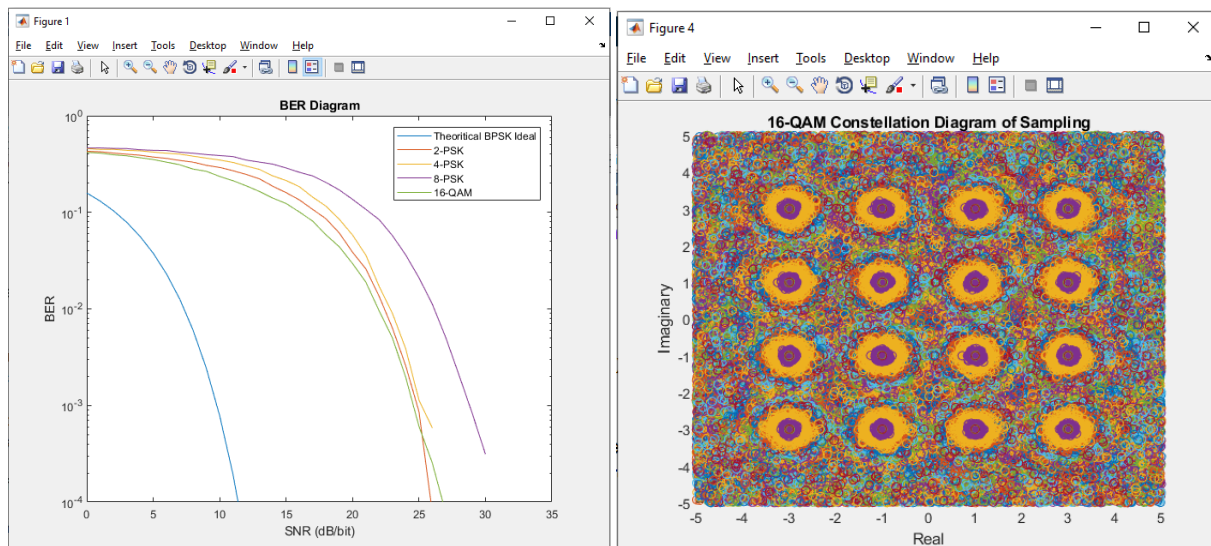 Figure 1
File Edit View Insert Tools Desktop Window Help
BER Diagram
10^0
10^-1
10^-2
10^-3
10^-4
BER
Theoritical BPSK Ideal
2-PSK
4-PSK
8-PSK
16-QAM
0 5 10 15 20 25 30 35
SNR (dB/bit)
Figure 4
File Edit View Insert Tools Desktop Window Help
16-QAM Constellation Diagram of Sampling
5
4
3
2
1
0
-1
-2
-3
-4
-5
Imaginary
-5 -4 -3 -2 -1 0 1 2 3 4 5
Real